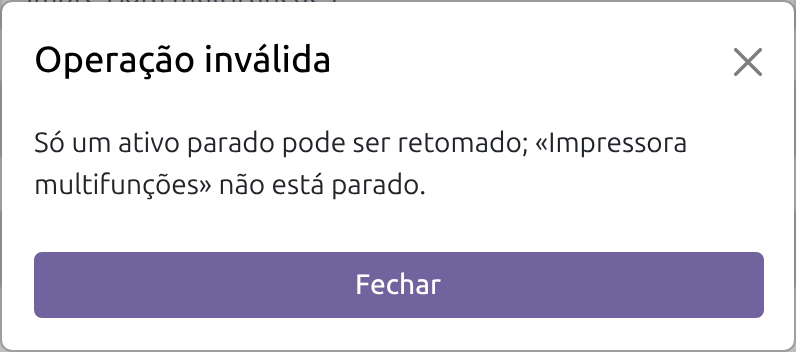 Operação inválida
Só um ativo parado pode ser retomado; «Impressora
multifunções» não está parado.
Fechar